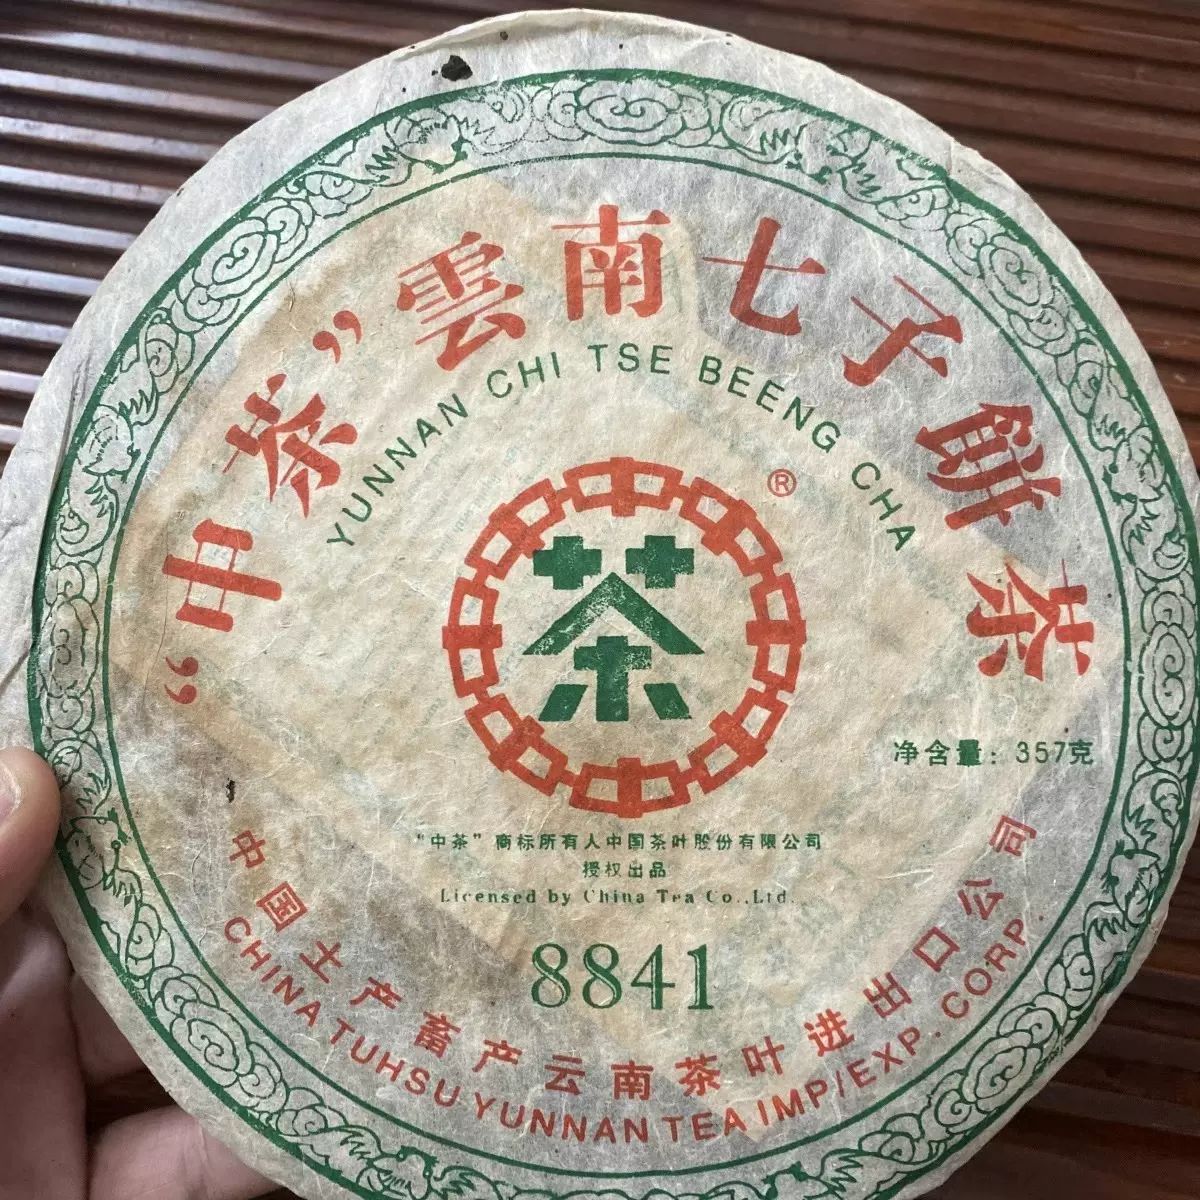 “中茶”雲南七子餅茶
YUNNAN CHI TSE BEENG CHA
®
茶
净含量：357克
“中茶”商标所有人中国茶叶股份有限公司
授权出品
Licensed by China Tea Co.,Ltd.
8841
中国土产畜产云南茶叶进出口公司
CHINA TUHSU YUNNAN TEA IMP/EXP. CORP.